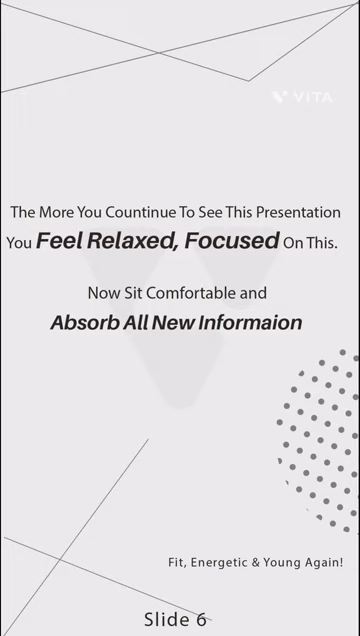 VITA
The More You Countinue To See This Presentation
You Feel Relaxed, Focused On This.
Now Sit Comfortable and
Absorb All New Informaion
Fit, Energetic & Young Again!
Slide 6